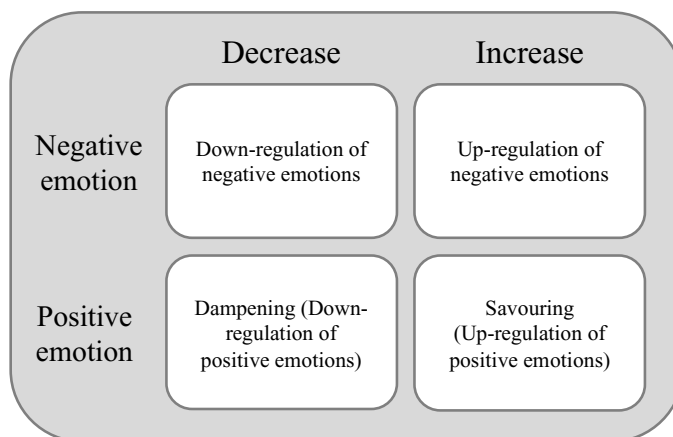 Decrease
Increase
Negative
emotion
Down-regulation of
negative emotions
Up-regulation of
negative emotions
Positive
emotion
Dampening (Down-
regulation of
positive emotions)
Savouring
(Up-regulation of
positive emotions)